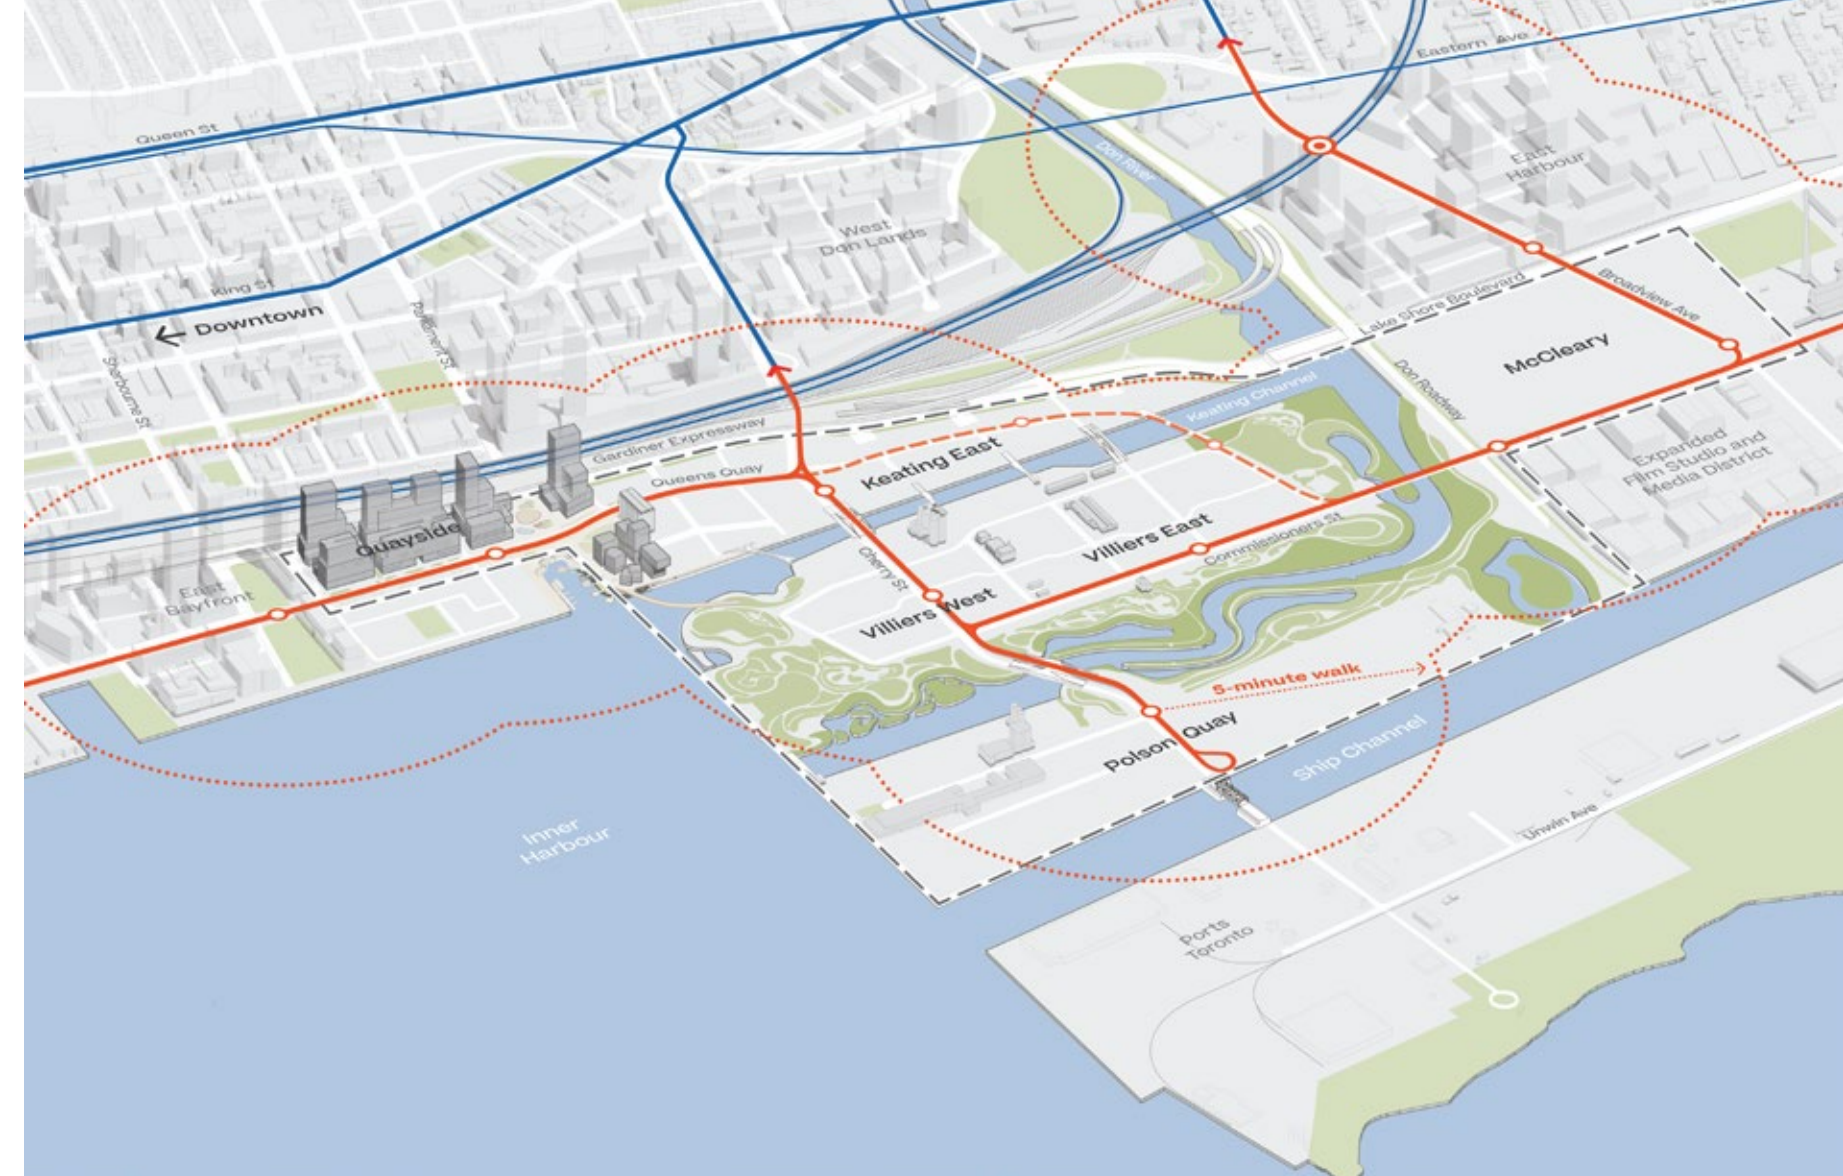 Eastern Ave
Queen St
Don River
East
Harbour
West
Don Lands
King St
Downtown
Parliament St
Sherbourne St
Broadview Ave
Lake Shore Boulevard
McCleary
Don Roadway
Keating Channel
Gardiner Expressway
Queens Quay
Keating East
Expanded
Film Studio and
Media District
Quayside
Villiers East
Commissioners St
Cherry St
East
Bayfront
Villiers West
5-minute walk
Polson Quay
Ship Channel
Inner
Harbour
Unwin Ave
Ports
Toronto